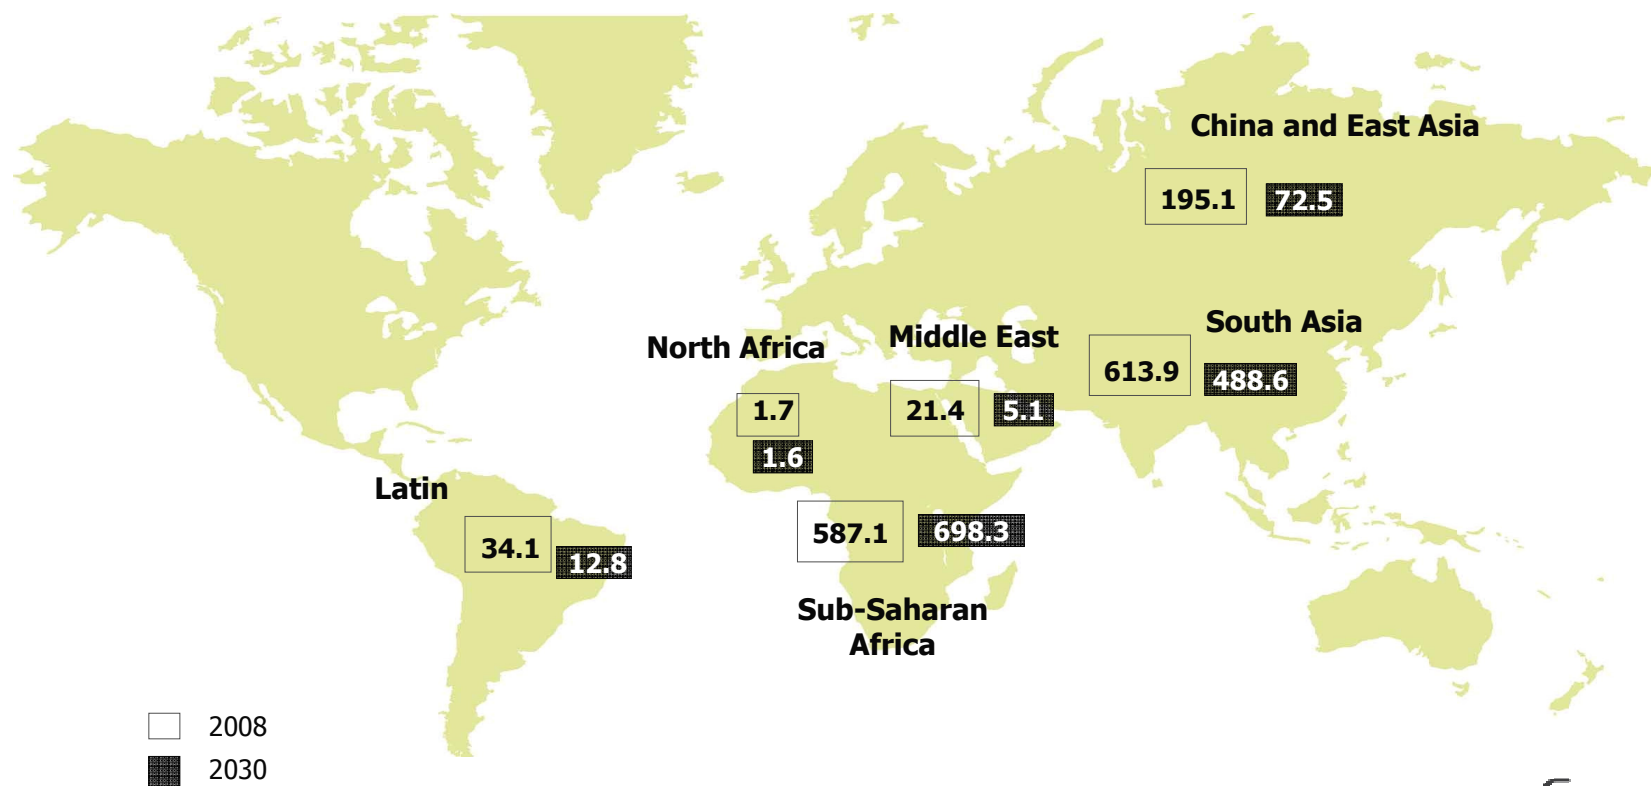 China and East Asia
195.1 72.5
South Asia
613.9 488.6
Middle East
21.4 5.1
North Africa
1.7
1.6
Latin
34.1 12.8
587.1 698.3
Sub-Saharan
Africa
2008
2030